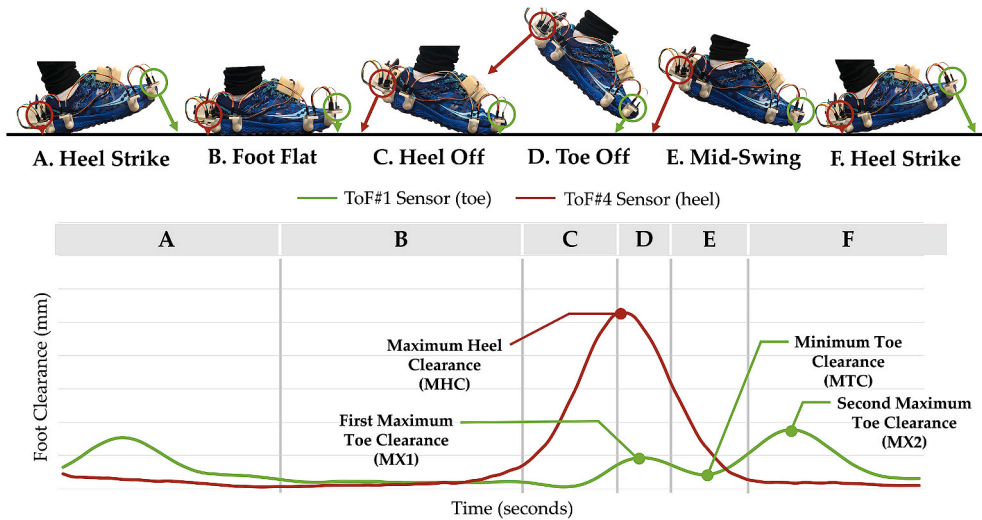 A. Heel Strike
B. Foot Flat
C. Heel Off
D. Toe Off
E. Mid-Swing
F. Heel Strike
ToF#1 Sensor (toe)
ToF#4 Sensor (heel)
A
B
C
D
E
F
Foot Clearance (mm)
Maximum Heel
Clearance
(MHC)
First Maximum
Toe Clearance
(MX1)
Minimum Toe
Clearance
(MTC)
Second Maximum
Toe Clearance
(MX2)
Time (seconds)